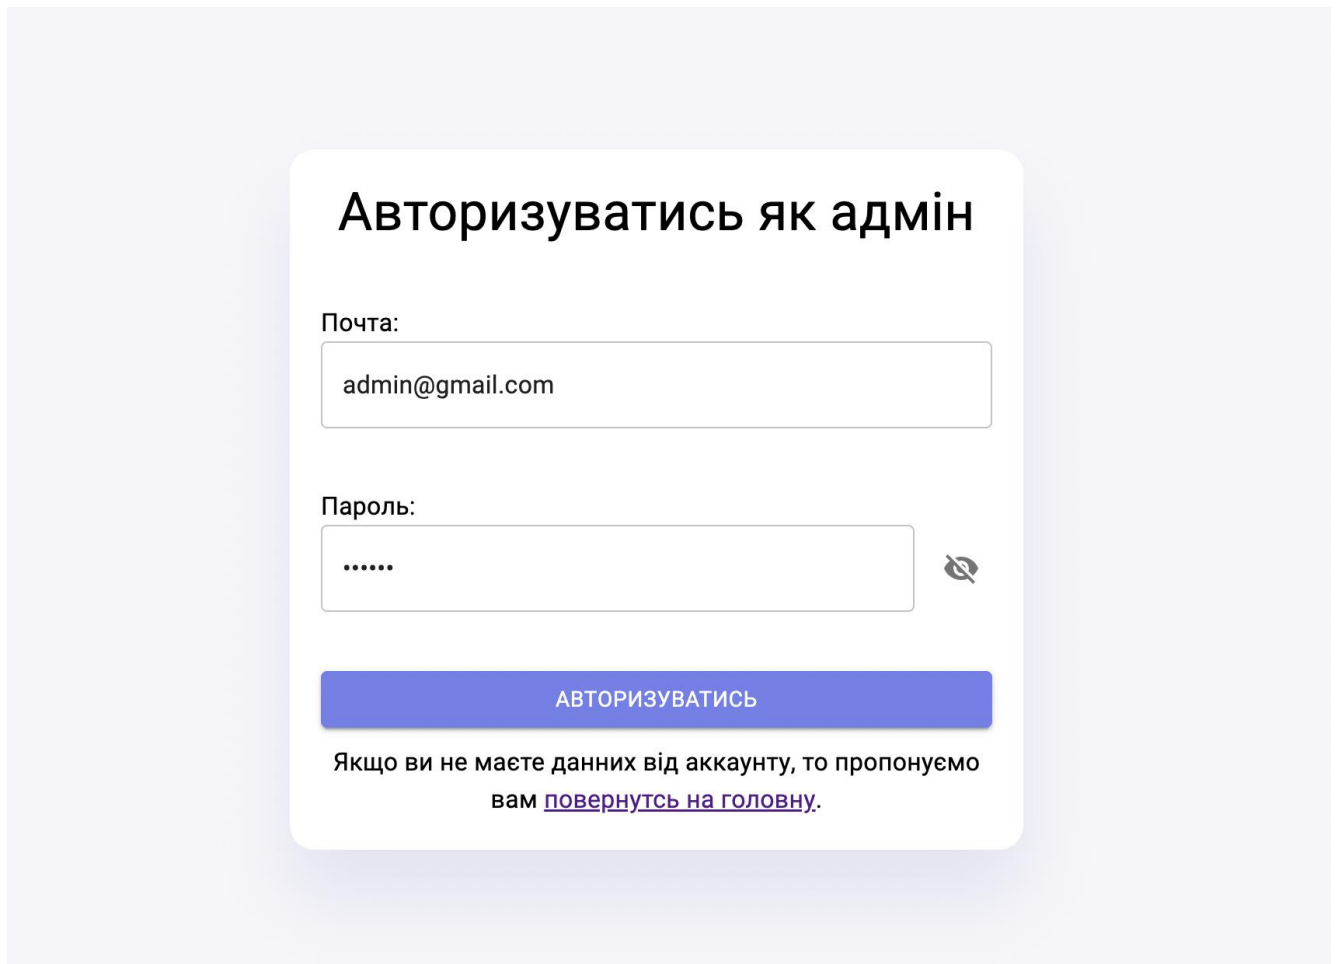 Авторизуватись як адмін
Почта:
admin@gmail.com
Пароль:
••••••
АВТОРИЗУВАТИСЬ
Якщо ви не маєте данних від аккаунту, то пропонуємо
вам повернутсь на головну.